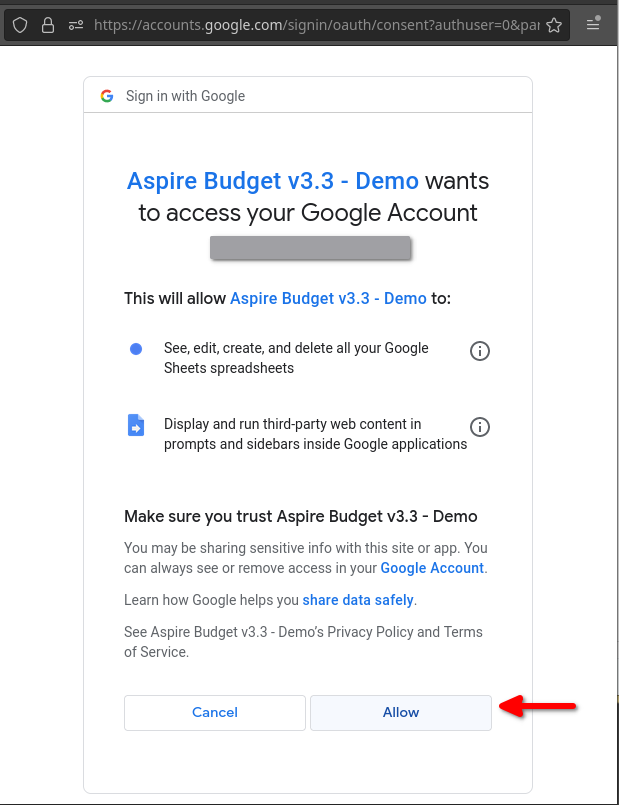 https://accounts.google.com/signin/oauth/consent?authuser=0&par
Sign in with Google
Aspire Budget v3.3 - Demo wants
to access your Google Account
This will allow Aspire Budget v3.3 - Demo to:
See, edit, create, and delete all your Google
Sheets spreadsheets
Display and run third-party web content in
prompts and sidebars inside Google applications
Make sure you trust Aspire Budget v3.3 - Demo
You may be sharing sensitive info with this site or app. You
can always see or remove access in your Google Account.
Learn how Google helps you share data safely.
See Aspire Budget v3.3 - Demo’s Privacy Policy and Terms
of Service.
Cancel
Allow